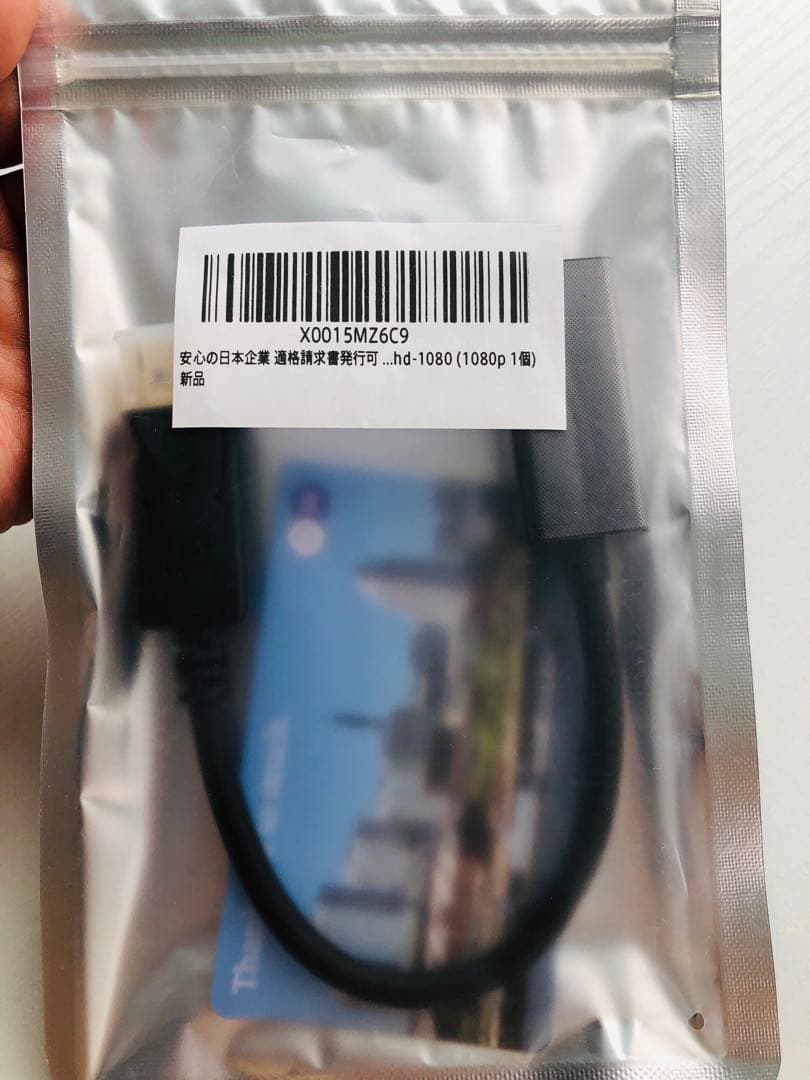 X0015MZ6C9
安心の日本企業 適格請求書発行可 ...hd-1080 (1080p 1個)
新品